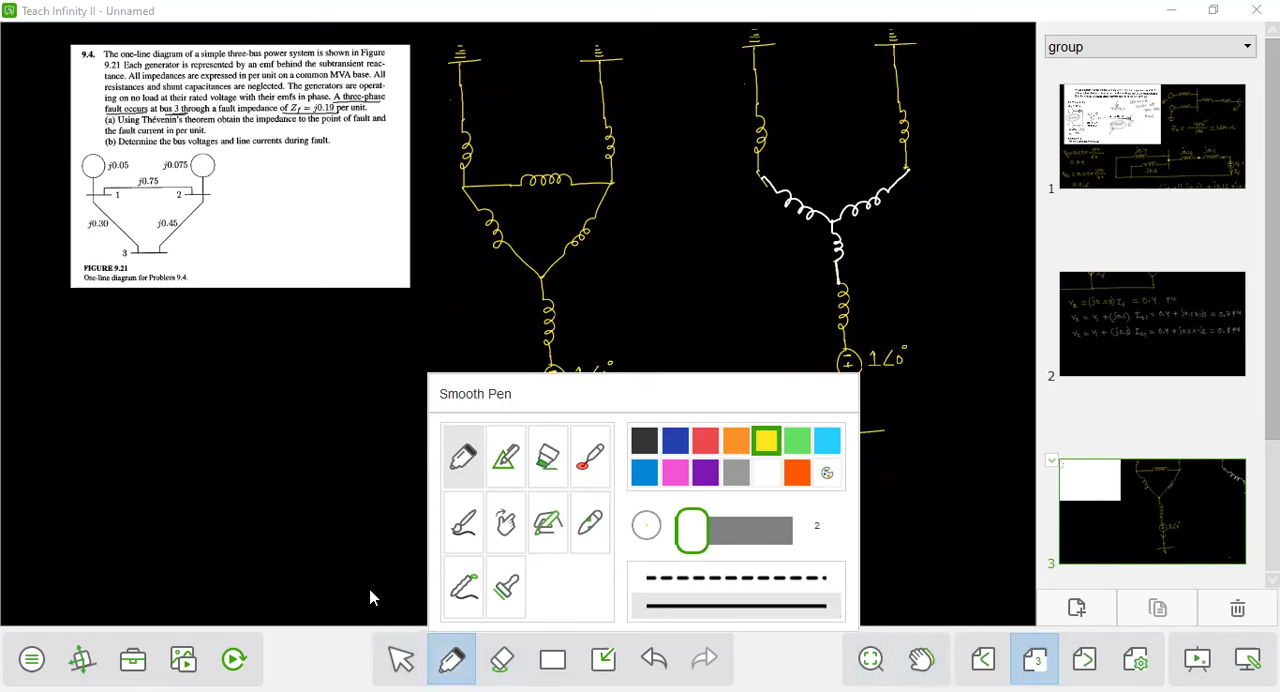 Teach Infinity II - Unnamed
9.4. The one-line diagram of a simple three-bus power system is shown in Figure
9.21 Each generator is represented by an emf behind the subtransient reac-
tance. All impedances are expressed in per unit on a common MVA base. All
resistances and shunt capacitances are neglected. The generators are operat-
ing on no load at their rated voltage with their emfs in phase. A three-phase
fault occurs at bus 3 through a fault impedance of Zf = j0.19 per unit.
(a) Using Thévenin's theorem obtain the impedance to the point of fault and
the fault current in per unit.
(b) Determine the bus voltages and line currents during fault.
j0.05
j0.075
j0.75
1
2
j0.30
j0.45
3
FIGURE 9.21
One-line diagram for Problem 9.4.
1∠0°
1∠0°
Smooth Pen
2
group
1
2
3
3